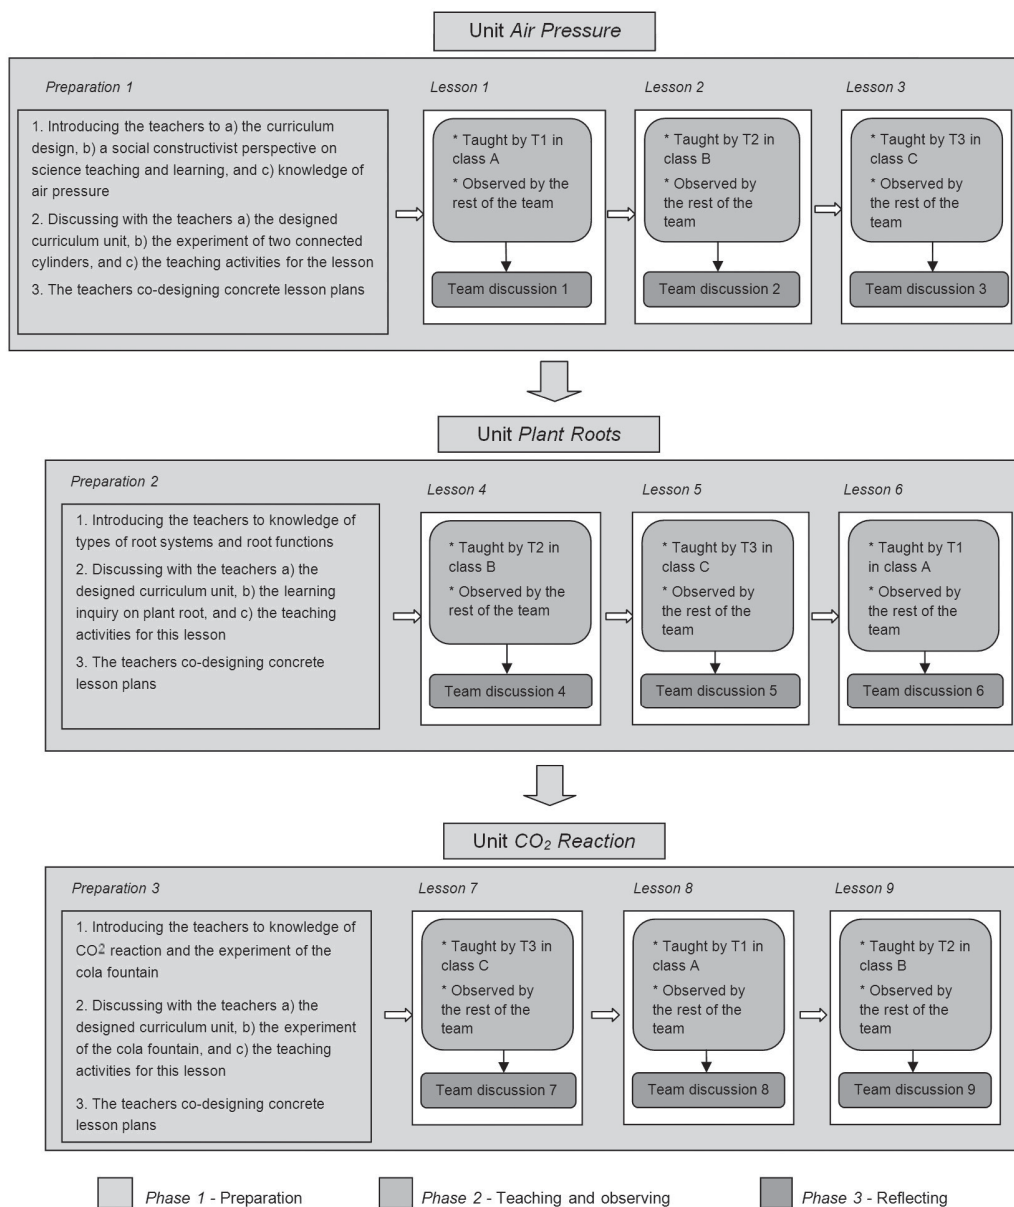 Unit Air Pressure
Preparation 1
1. Introducing the teachers to a) the curriculum
design, b) a social constructivist perspective on
science teaching and learning, and c) knowledge of
air pressure
2. Discussing with the teachers a) the designed
curriculum unit, b) the experiment of two connected
cylinders, and c) the teaching activities for the lesson
3. The teachers co-designing concrete lesson plans
Lesson 1
* Taught by T1 in
class A
* Observed by the
rest of the team
Team discussion 1
Lesson 2
* Taught by T2 in
class B
* Observed by
the rest of the
team
Team discussion 2
Lesson 3
* Taught by T3 in
class C
* Observed by
the rest of the
team
Team discussion 3
Unit Plant Roots
Preparation 2
1. Introducing the teachers to knowledge of
types of root systems and root functions
2. Discussing with the teachers a) the
designed curriculum unit, b) the learning
inquiry on plant root, and c) the teaching
activities for this lesson
3. The teachers co-designing concrete
lesson plans
Lesson 4
* Taught by T2 in
class B
* Observed by the
rest of the team
Team discussion 4
Lesson 5
* Taught by T3 in
class C
* Observed by
the rest of the
team
Team discussion 5
Lesson 6
* Taught by T1
in class A
* Observed by
the rest of the
team
Team discussion 6
Unit CO₂ Reaction
Preparation 3
1. Introducing the teachers to knowledge of
CO2 reaction and the experiment of the
cola fountain
2. Discussing with the teachers a) the
designed curriculum unit, b) the experiment
of the cola fountain, and c) the teaching
activities for this lesson
3. The teachers co-designing concrete
lesson plans
Lesson 7
* Taught by T3 in
class C
* Observed by
the rest of the
team
Team discussion 7
Lesson 8
* Taught by T1 in
class A
* Observed by
the rest of the
team
Team discussion 8
Lesson 9
* Taught by T2 in
class B
* Observed by
the rest of the
team
Team discussion 9
Phase 1 - Preparation
Phase 2 - Teaching and observing
Phase 3 - Reflecting